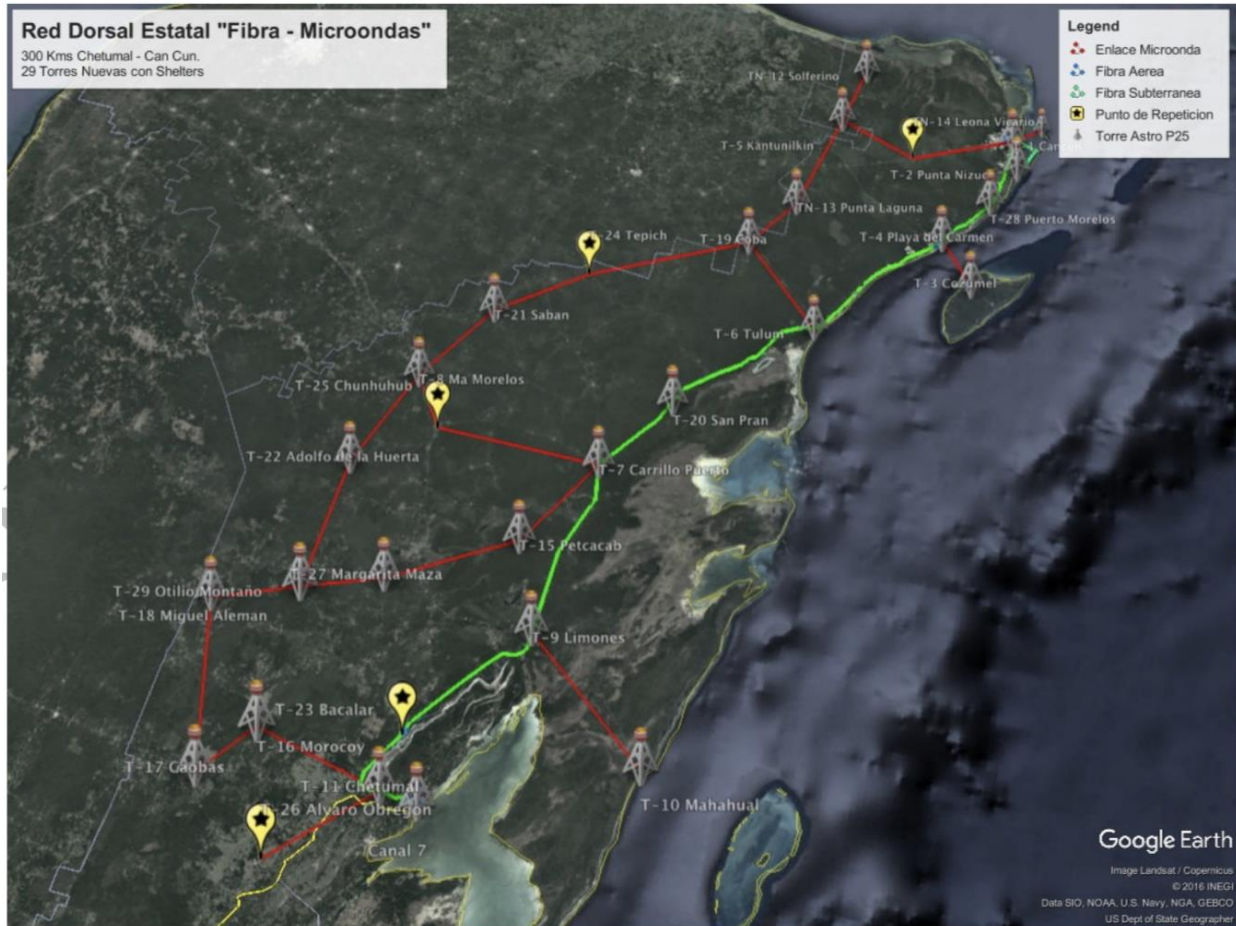 Red Dorsal Estatal "Fibra - Microondas"
300 Kms Chetumal - Can Cun.
29 Torres Nuevas con Shelters
Legend
Enlace Microonda
Fibra Aerea
Fibra Subterranea
Punto de Repeticion
Torre Astro P25
TN-12 Solferino
TN-14 Leona Vicario
T-5 Kantunilkin
T-2 Punta Nizuc
TN-13 Punta Laguna
T-28 Puerto Morelos
T-24 Tepich
T-19 Coba
T-4 Playa del Carmen
T-3 Cozumel
T-21 Saban
T-6 Tulum
T-25 Chunhuhub
T-8 Ma Morelos
T-20 San Pran
T-22 Adolfo de la Huerta
T-7 Carrillo Puerto
T-15 Petcacab
T-27 Margarita Maza
T-29 Otilio Montaño
T-18 Miguel Aleman
T-9 Limones
T-23 Bacalar
T-16 Morocoy
T-17 Caobas
T-11 Chetumal
T-26 Alvaro Obregon
T-10 Mahahual
Canal 7
Google Earth
Image Landsat / Copernicus
© 2016 INEGI
Data SIO, NOAA, U.S. Navy, NGA, GEBCO
US Dept of State Geographer